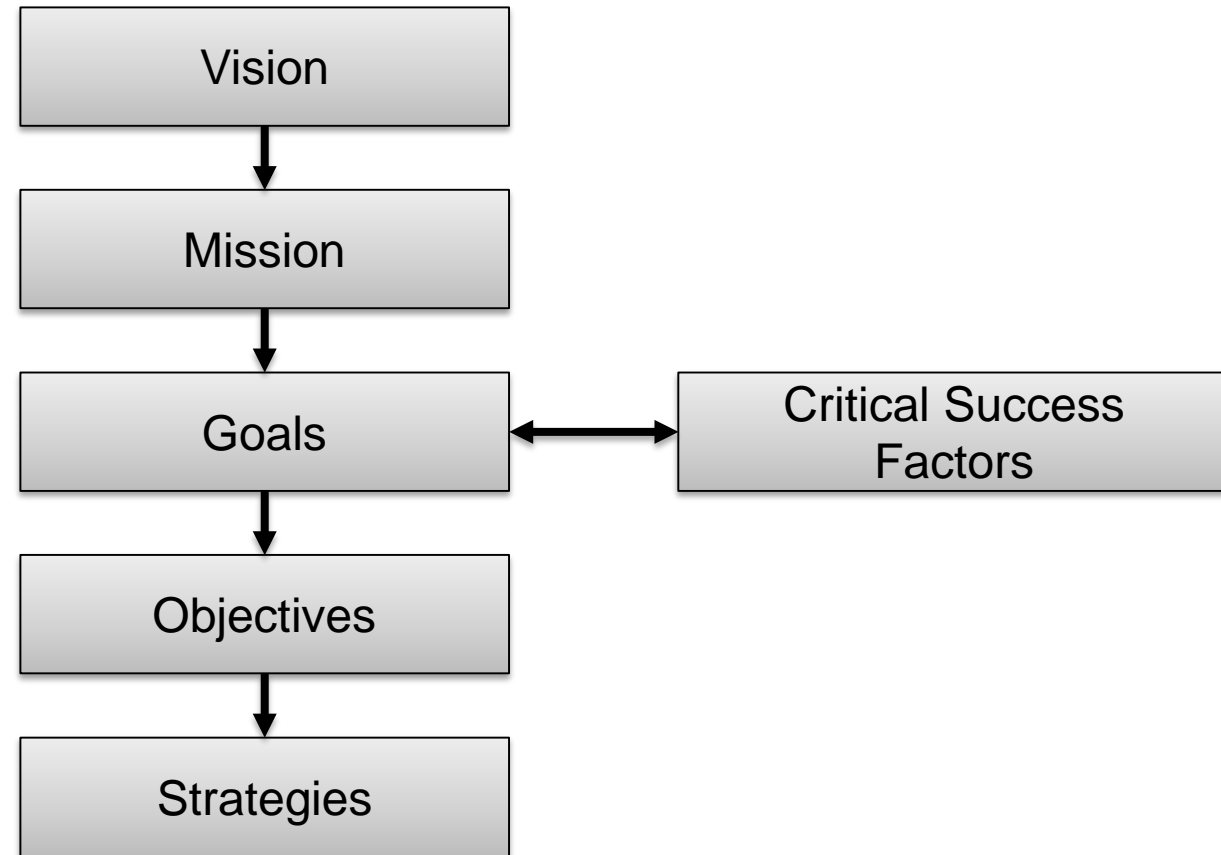 Vision
Mission
Goals
Critical Success
Factors
Objectives
Strategies